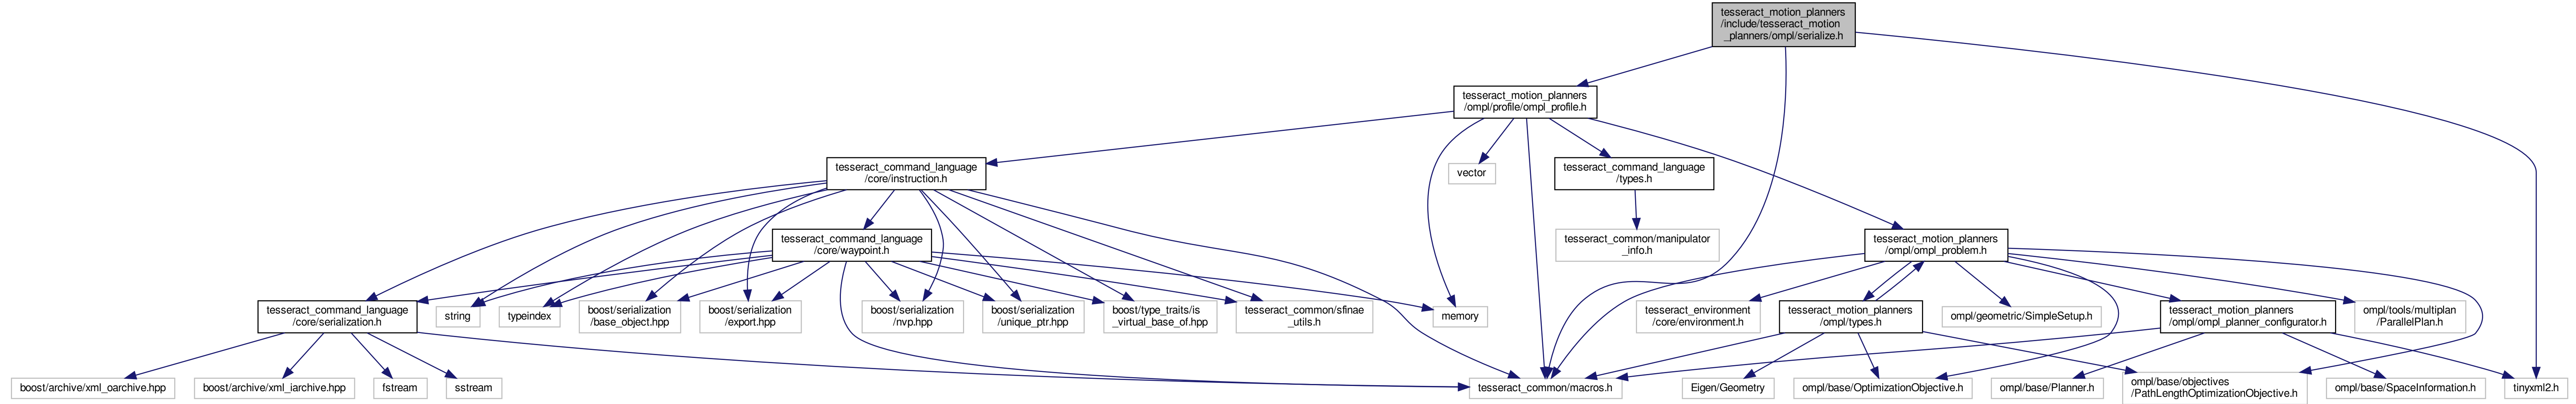 tesseract_motion_planners
/include/tesseract_motion
_planners/ompl/serialize.h
tesseract_motion_planners
/ompl/profile/ompl_profile.h
tesseract_command_language
/core/instruction.h
vector
tesseract_command_language
/types.h
tesseract_command_language
/core/waypoint.h
tesseract_common/manipulator
_info.h
tesseract_motion_planners
/ompl/ompl_problem.h
tesseract_command_language
/core/serialization.h
string
typeindex
boost/serialization
/base_object.hpp
boost/serialization
/export.hpp
boost/serialization
/nvp.hpp
boost/serialization
/unique_ptr.hpp
boost/type_traits/is
_virtual_base_of.hpp
tesseract_common/sfinae
_utils.h
memory
tesseract_environment
/core/environment.h
tesseract_motion_planners
/ompl/types.h
ompl/geometric/SimpleSetup.h
tesseract_motion_planners
/ompl/ompl_planner_configurator.h
ompl/tools/multiplan
/ParallelPlan.h
boost/archive/xml_oarchive.hpp
boost/archive/xml_iarchive.hpp
fstream
sstream
tesseract_common/macros.h
Eigen/Geometry
ompl/base/OptimizationObjective.h
ompl/base/Planner.h
ompl/base/objectives
/PathLengthOptimizationObjective.h
ompl/base/SpaceInformation.h
tinyxml2.h